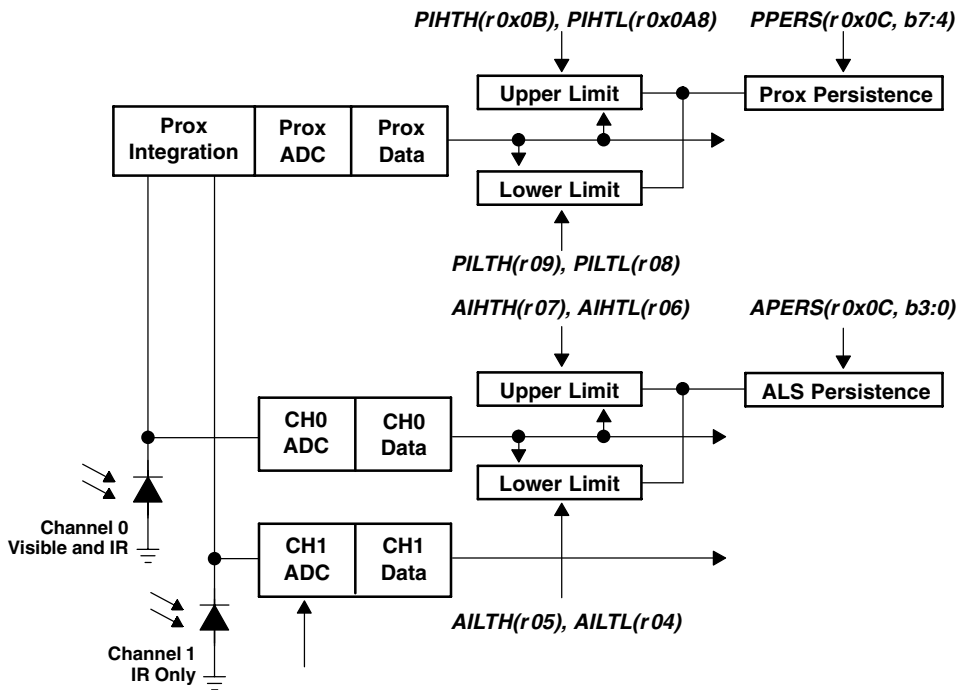 PIHTH(r0x0B), PIHTL(r0x0A8)
PPERS(r0x0C, b7:4)
Upper Limit
Prox Persistence
Prox
Integration
Prox
ADC
Prox
Data
Lower Limit
PILTH(r09), PILTL(r08)
AIHTH(r07), AIHTL(r06)
APERS(r0x0C, b3:0)
Upper Limit
ALS Persistence
CH0
ADC
CH0
Data
Lower Limit
Channel 0
Visible and IR
CH1
ADC
CH1
Data
AILTH(r05), AILTL(r04)
Channel 1
IR Only